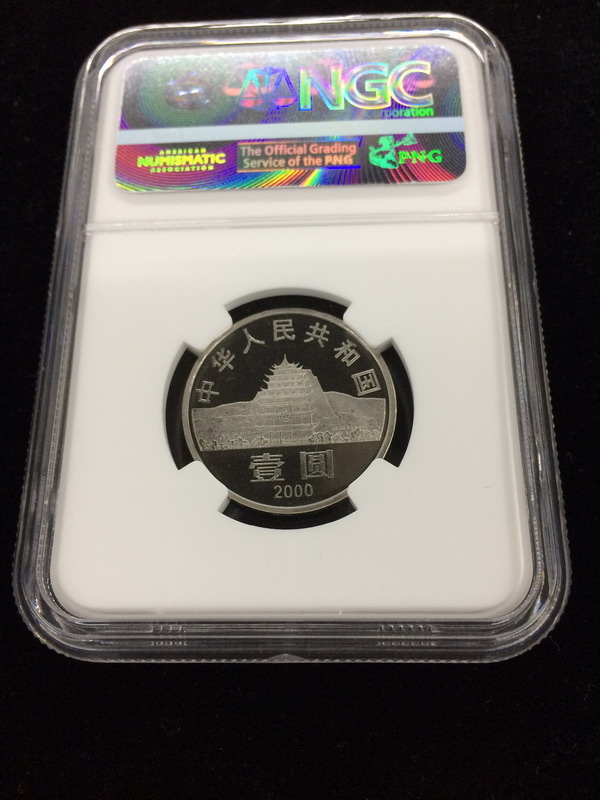 NGC
corporation
AMERICAN
NUMISMATIC
ASSOCIATION
The Official Grading
Service of the PNG
PNG
中华人民共和国
壹圆
2000